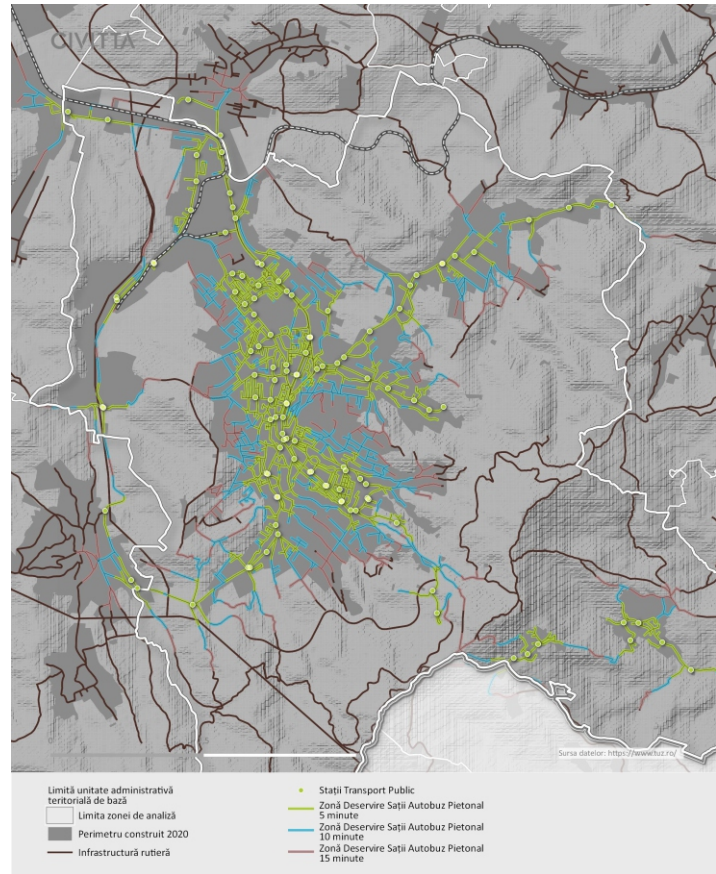 CIVITTA
Sursa datelor: https://www.tuz.ro/
Limită unitate administrativă
teritorială de bază
Limita zonei de analiză
Perimetru construit 2020
Infrastructură rutieră
Stații Transport Public
Zonă Deservire Sații Autobuz Pietonal
5 minute
Zonă Deservire Sații Autobuz Pietonal
10 minute
Zonă Deservire Sații Autobuz Pietonal
15 minute